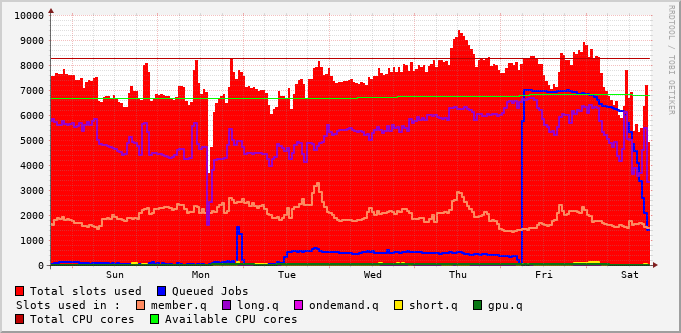 10000
9000
8000
7000
6000
5000
4000
3000
2000
1000
0
Sun Mon Tue Wed Thu Fri Sat
Total slots used Queued Jobs
Slots used in : member.q long.q ondemand.q short.q gpu.q
Total CPU cores Available CPU cores
RRDTOOL / TOBI OETIKER